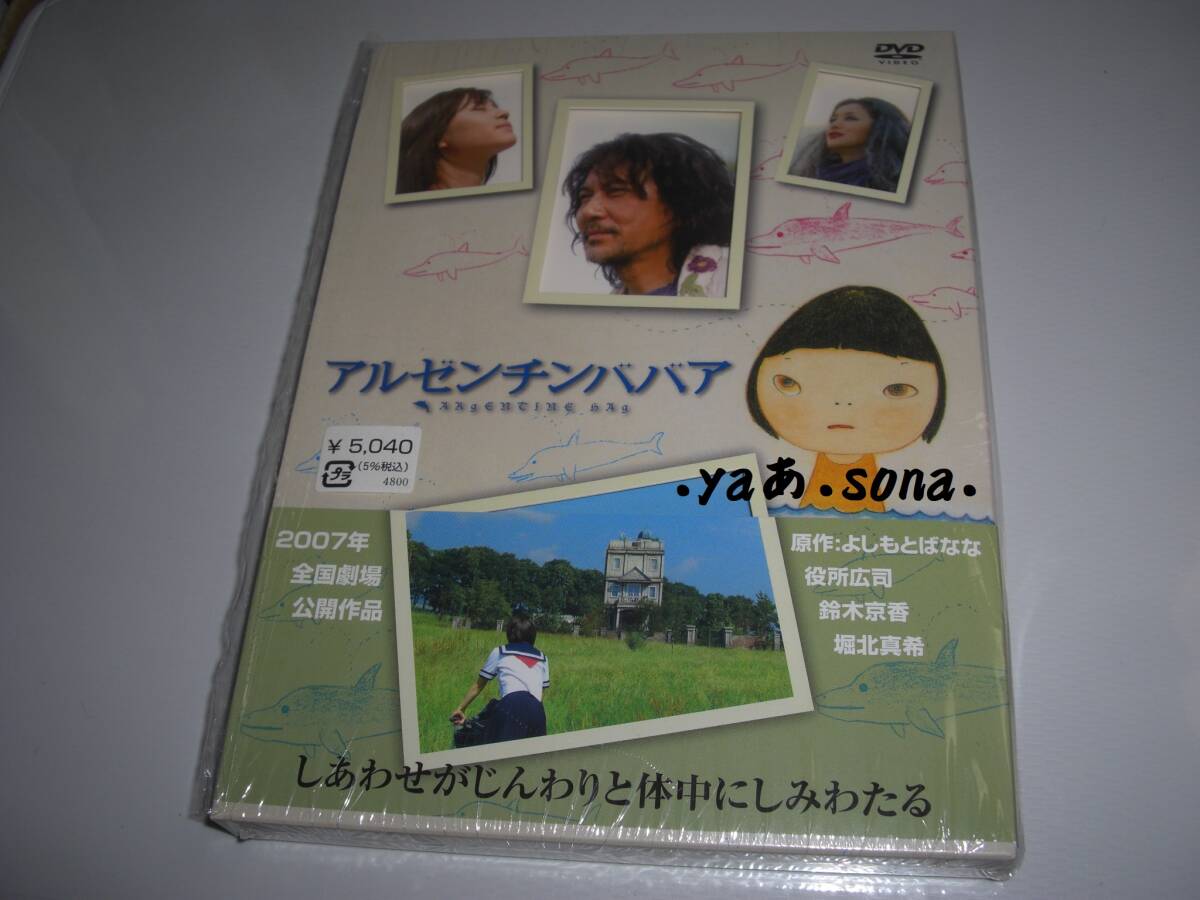 DVD
VIDEO
アルゼンチンババア
ARgENTINE hAg
¥5,040
(5%税込)
プラ
4800
.yaあ.sona.
2007年
全国劇場
公開作品
原作:よしもとばなな
役所広司
鈴木京香
堀北真希
しあわせがじんわりと体中にしみわたる